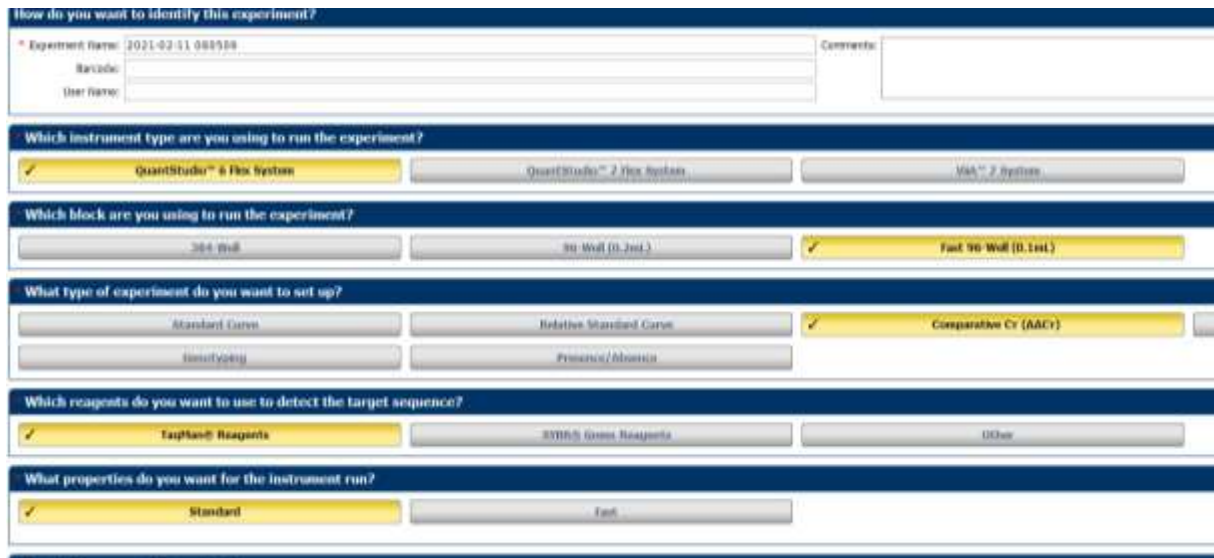 How do you want to identify this experiment?
* Experiment Name: 2021-02-11 080506
Comments:
Barcode:
User Name:
Which instrument type are you using to run the experiment?
✓ QuantStudio™ 6 Flex System
QuantStudio™ 7 Flex System
ViiA™ 7 System
Which block are you using to run the experiment?
384-Well
96-Well (0.2mL)
✓ Fast 96-Well (0.1mL)
What type of experiment do you want to set up?
Standard Curve
Relative Standard Curve
✓ Comparative Cт (ΔΔCт)
Genotyping
Presence/Absence
Which reagents do you want to use to detect the target sequence?
✓ TaqMan® Reagents
SYBR® Green Reagents
Other
What properties do you want for the instrument run?
✓ Standard
Fast